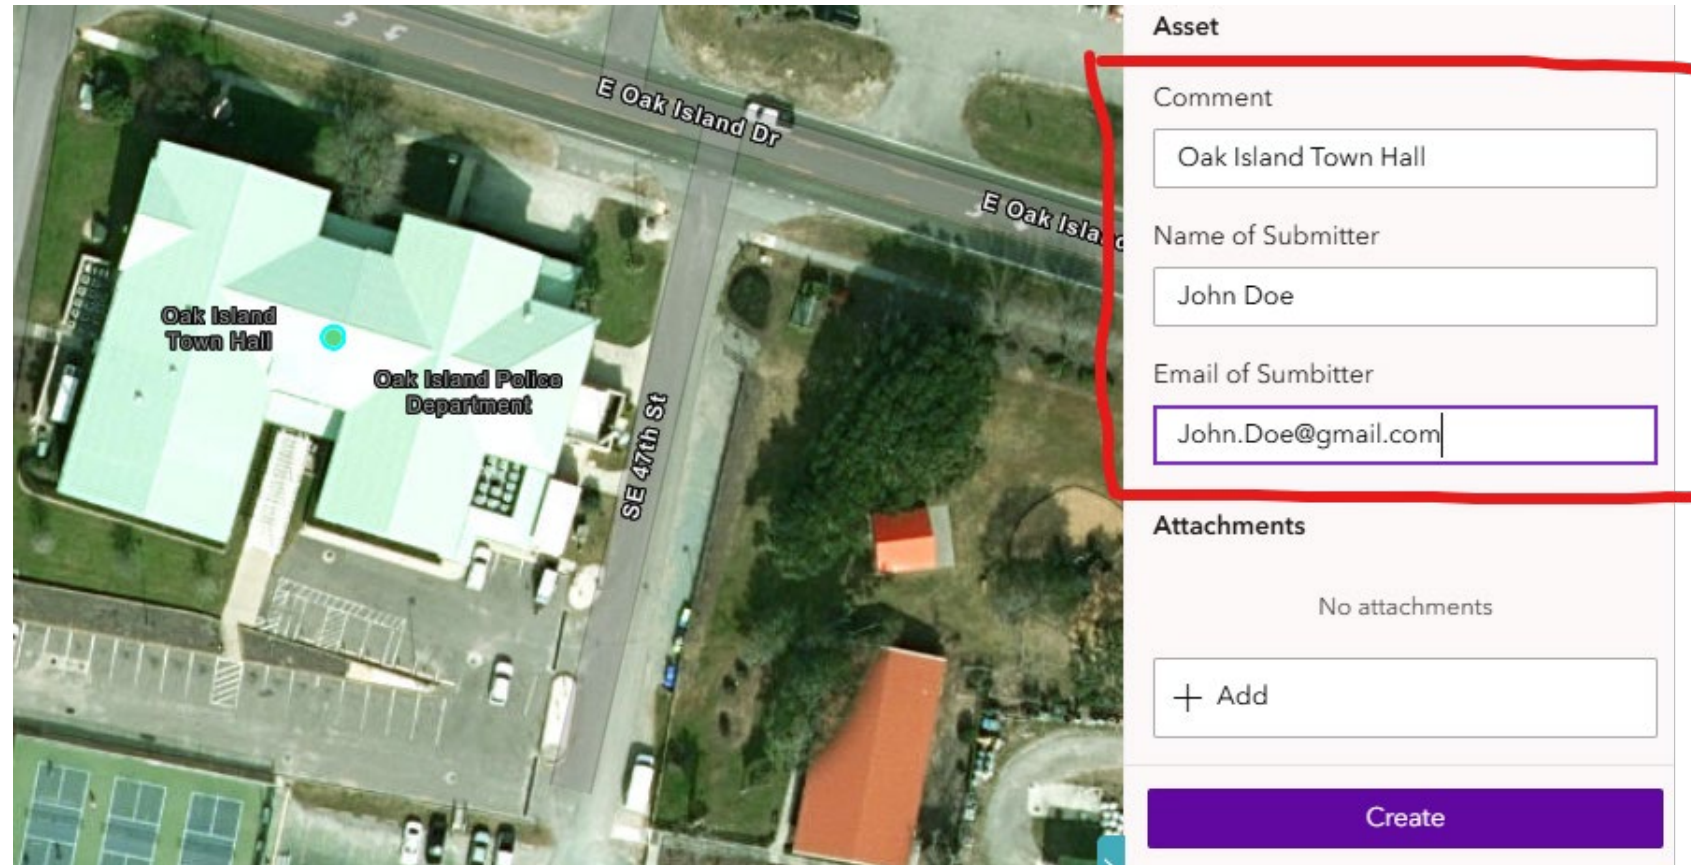 E Oak Island Dr
E Oak Island
Oak Island
Town Hall
Oak Island Police
Department
SE 47th St
Asset
Comment
Oak Island Town Hall
Name of Submitter
John Doe
Email of Sumbitter
John.Doe@gmail.com
Attachments
No attachments
+ Add
Create